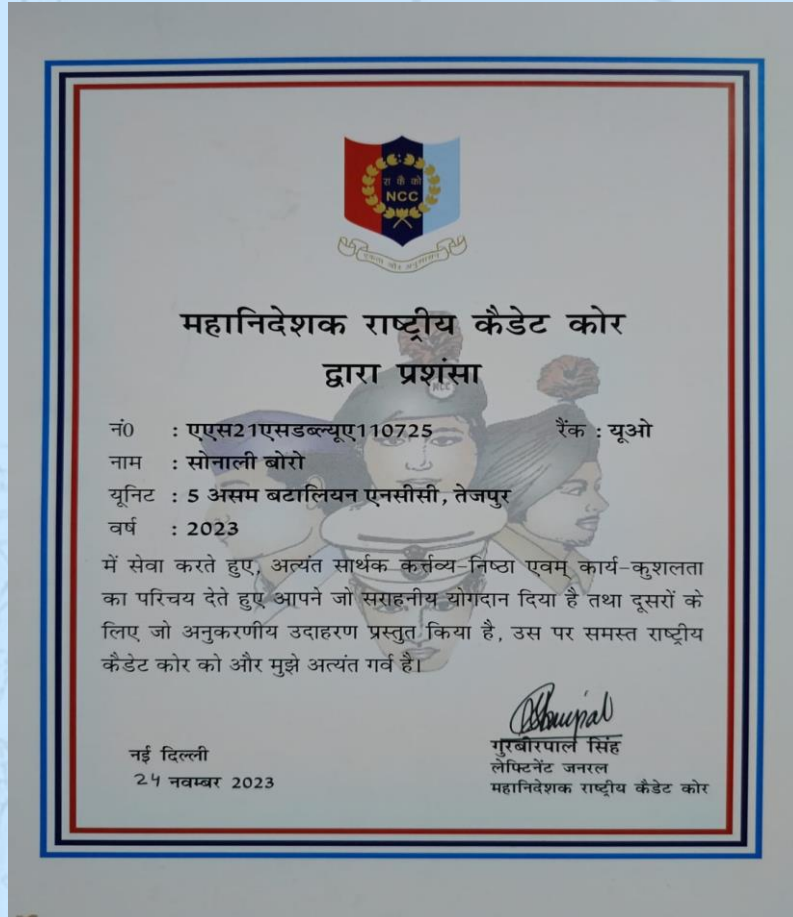 रा कै को
NCC
एकता और अनुशासन
महानिदेशक राष्ट्रीय कैडेट कोर
द्वारा प्रशंसा
नं0 : एएस21एसडब्ल्यूए110725 रैंक : यूओ
नाम : सोनाली बोरो
यूनिट : 5 असम बटालियन एनसीसी, तेजपुर
वर्ष : 2023
में सेवा करते हुए, अत्यंत सार्थक कर्त्तव्य-निष्ठा एवम् कार्य-कुशलता
का परिचय देते हुए आपने जो सराहनीय योगदान दिया है तथा दूसरों के
लिए जो अनुकरणीय उदाहरण प्रस्तुत किया है, उस पर समस्त राष्ट्रीय
कैडेट कोर को और मुझे अत्यंत गर्व है।
नई दिल्ली
24 नवम्बर 2023
गुरबीरपाल सिंह
लेफ्टिनेंट जनरल
महानिदेशक राष्ट्रीय कैडेट कोर